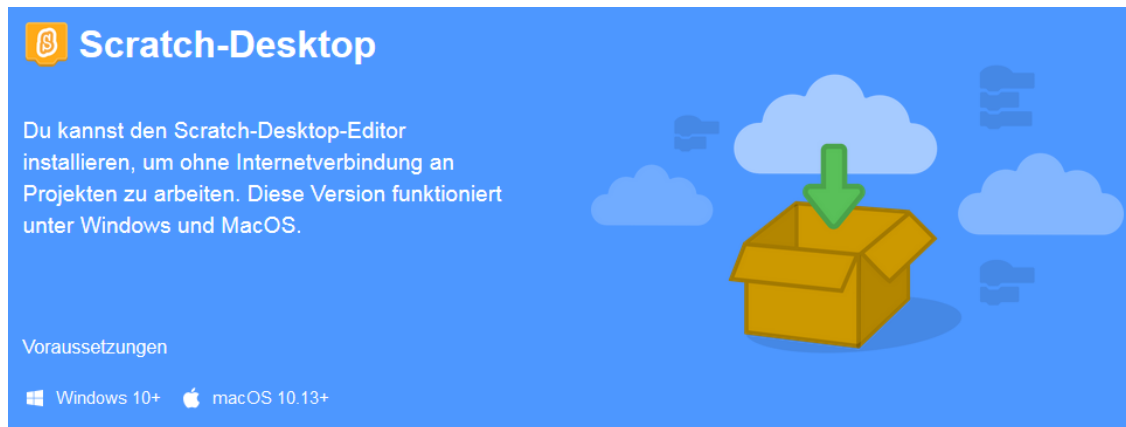 Scratch-Desktop
Du kannst den Scratch-Desktop-Editor
installieren, um ohne Internetverbindung an
Projekten zu arbeiten. Diese Version funktioniert
unter Windows und MacOS.
Voraussetzungen
Windows 10+ macOS 10.13+